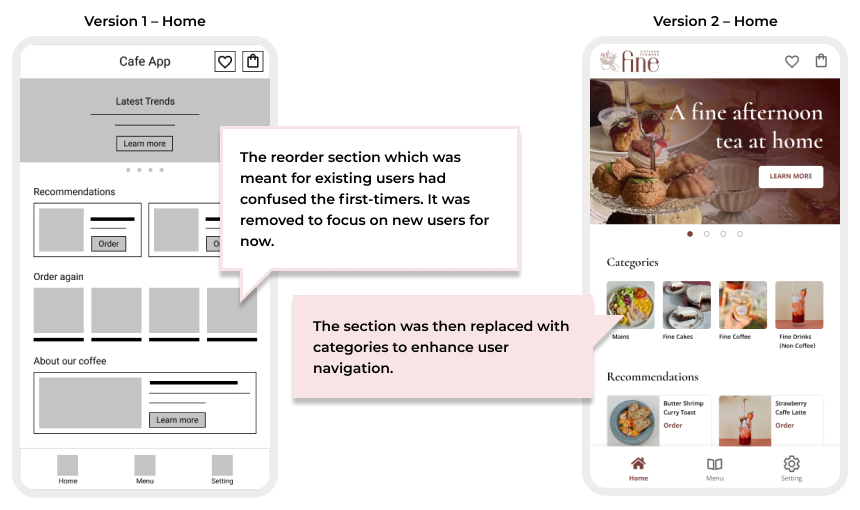 Version 1 – Home
Cafe App
Latest Trends
Learn more
Recommendations
Order
O
Order again
About our coffee
Learn more
Home
Menu
Setting
The reorder section which was
meant for existing users had
confused the first-timers. It was
removed to focus on new users for
now.
The section was then replaced with
categories to enhance user
navigation.
Version 2 – Home
fine
A fine afternoon
tea at home
LEARN MORE
Categories
Mains
Fine Cakes
Fine Coffee
Fine Drinks
(Non Coffee)
Recommendations
Butter Shrimp
Curry Toast
Order
Strawberry
Caffe Latte
Order
Home
Menu
Setting